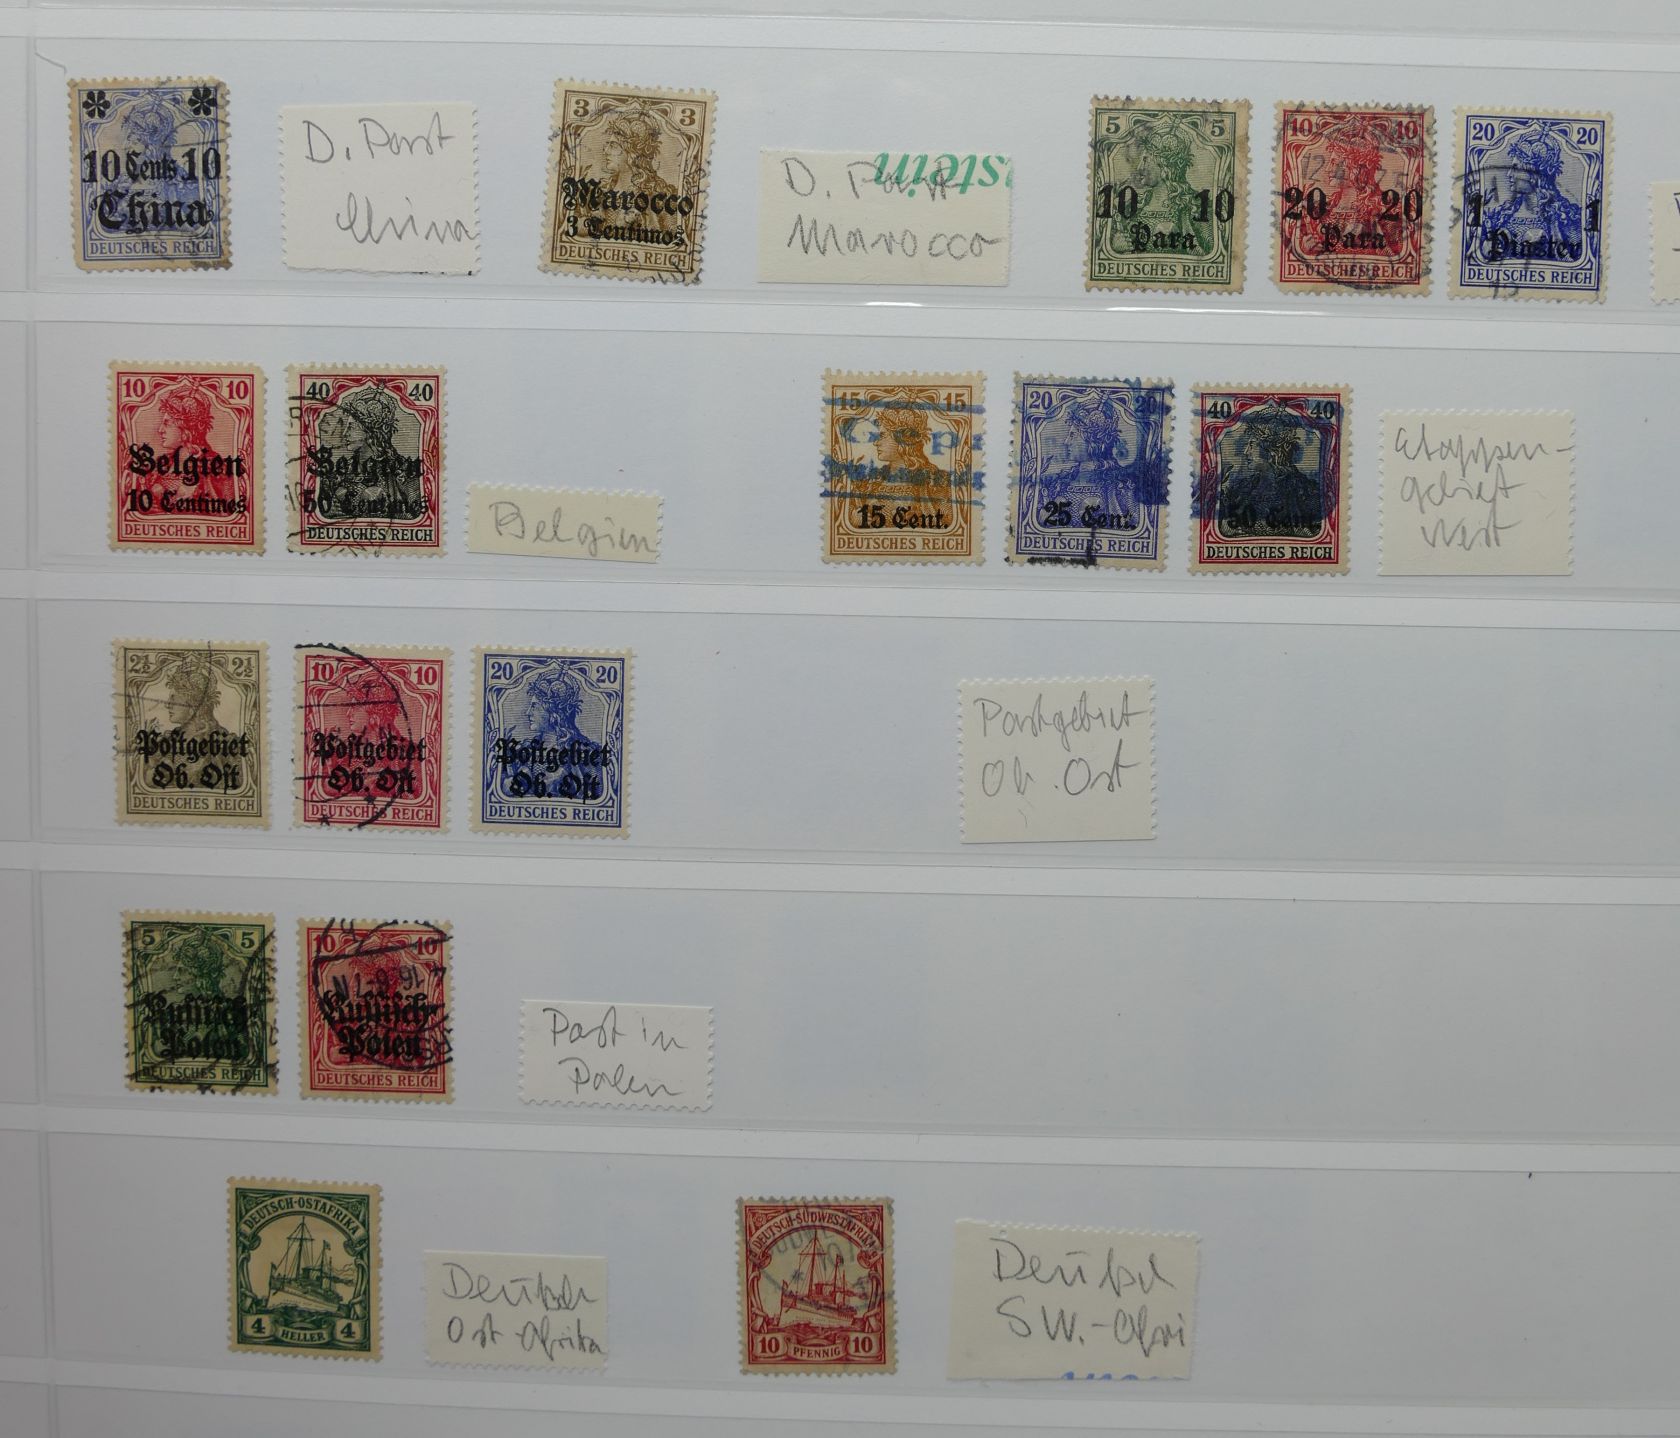 10 Cents 10
China
DEUTSCHES REICH
D. Post
China
3 3
Marocco
3 Centimos
DEUTSCHES REICH
stein
D. Post
Marocco
5 5
10 10
Para
DEUTSCHES REICH
10 10
20 20
Para
DEUTSCHES REICH
20 20
1 1
Piaster
DEUTSCHES REICH
10 10
Belgien
10 Centimes
DEUTSCHES REICH
40 40
Belgien
50 Centimes
DEUTSCHES REICH
Belgien
15 15
Gep
15 Cent.
DEUTSCHES REICH
20 20
25 Cent.
DEUTSCHES REICH
40 40
50 Cent.
DEUTSCHES REICH
Etappen-
gebiet
West
2½ 2½
Postgebiet
Ob. Ost
DEUTSCHES REICH
10 10
Postgebiet
Ob. Ost
DEUTSCHES REICH
20 20
Postgebiet
Ob. Ost
DEUTSCHES REICH
Postgebiet
Ob. Ost
5 5
Russisch-
Polen
DEUTSCHES REICH
10 10
Russisch-
Polen
DEUTSCHES REICH
Post in
Polen
DEUTSCH-OSTAFRIKA
4 HELLER 4
Deutsch
Ost Afrika
DEUTSCH-SÜDWESTAFRIKA
10 PFENNIG 10
Deutsch
SW.-Afri